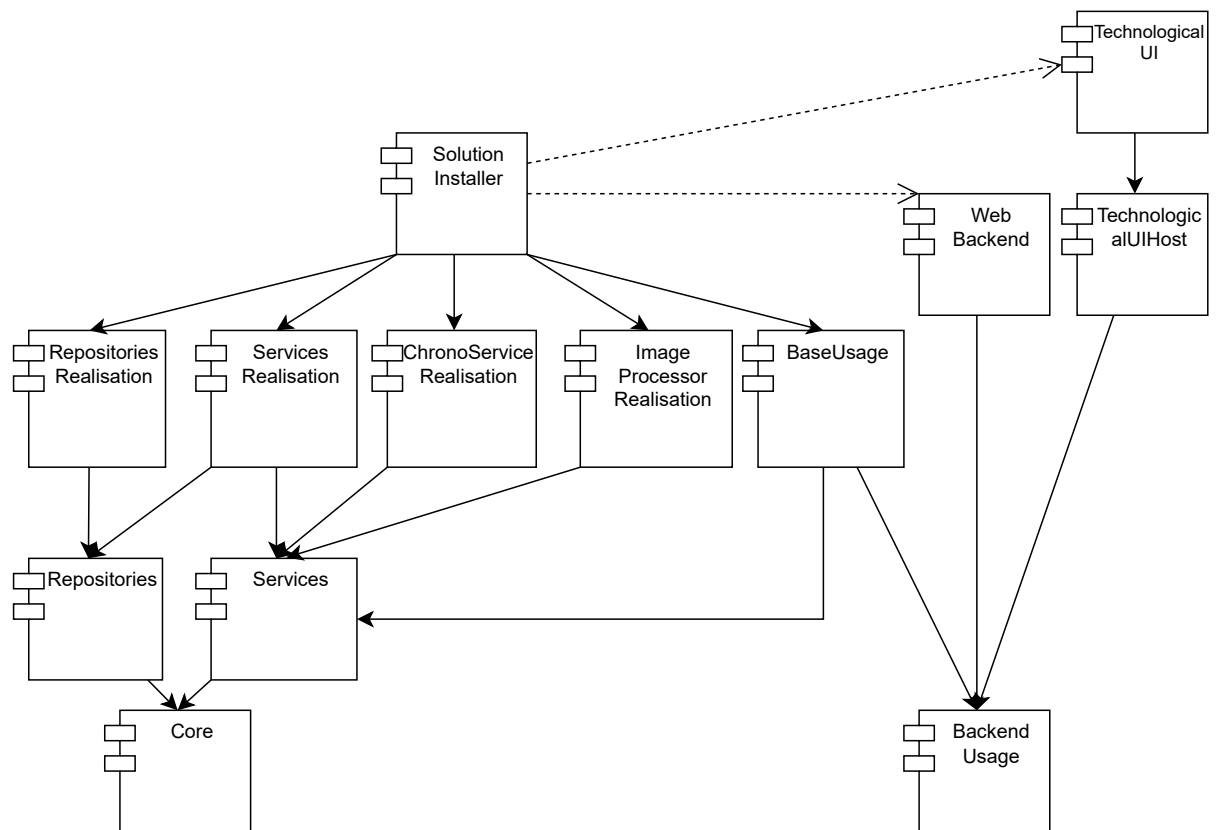 Technological
UI
Solution
Installer
Web
Backend
Technologic
alUIHost
Repositories
Realisation
Services
Realisation
ChronoService
Realisation
Image
Processor
Realisation
BaseUsage
Repositories
Services
Core
Backend
Usage